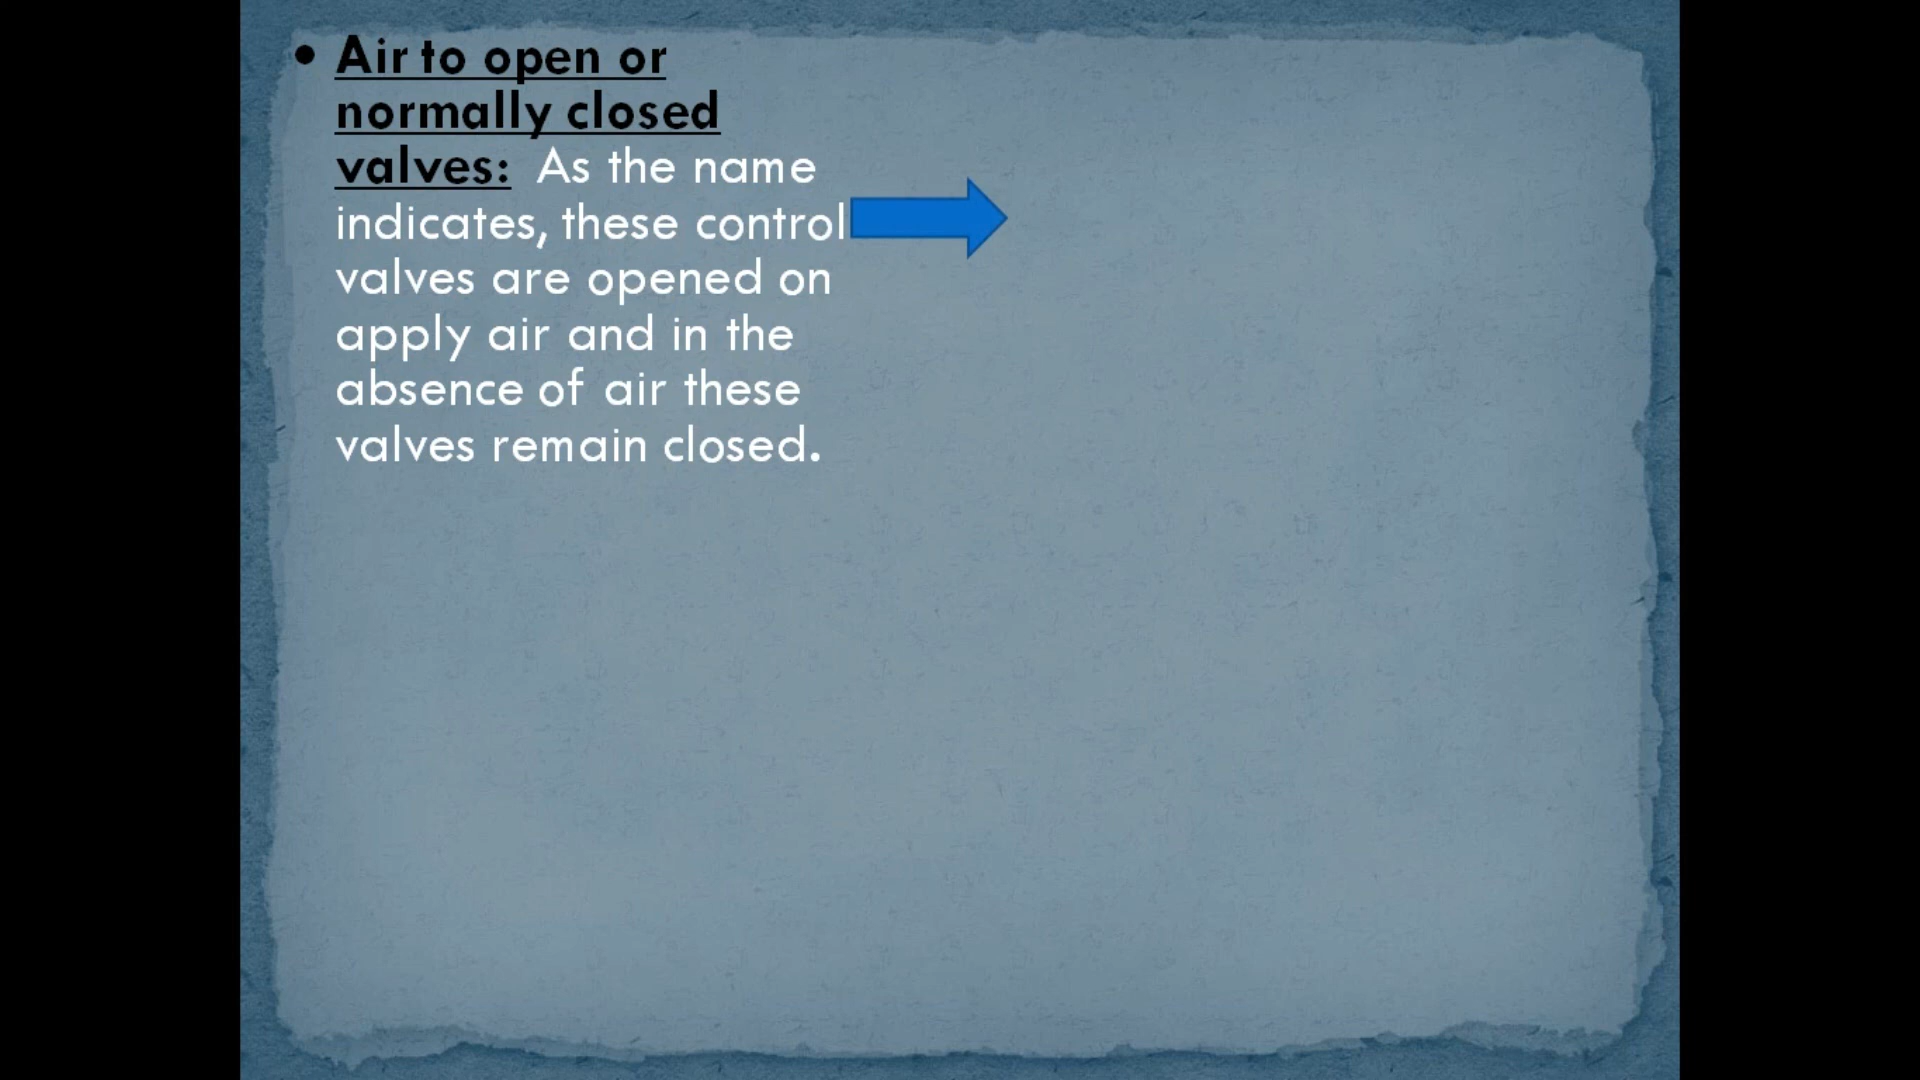 • Air to open or
normally closed
valves: As the name
indicates, these control
valves are opened on
apply air and in the
absence of air these
valves remain closed.